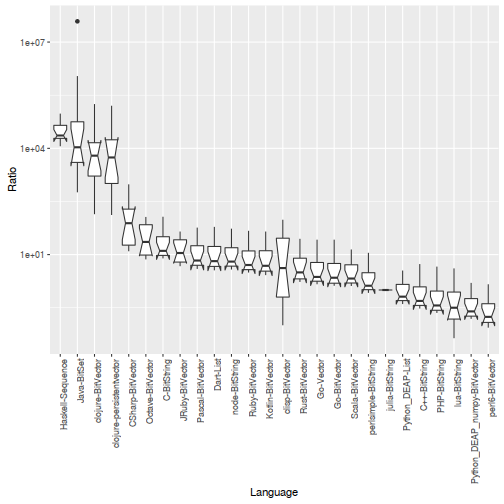 1e+07
1e+04
1e+01
Ratio
Haskell-Sequence
Java-BitSet
clojure-BitVector
clojure-persistentvector
CSharp-BitVector
Octave-BitVector
C-BitString
JRuby-BitVector
Pascal-BitVector
Dart-List
node-BitString
Ruby-BitVector
Kotlin-BitVector
clisp-BitVector
Rust-BitVector
Go-Vector
Go-BitVector
Scala-BitVector
perlsimple-BitString
julia-BitString
Python_DEAP-List
C++-BitString
PHP-BitString
lua-BitString
Python_DEAP_numpy-BitVector
perl6-BitVector
Language